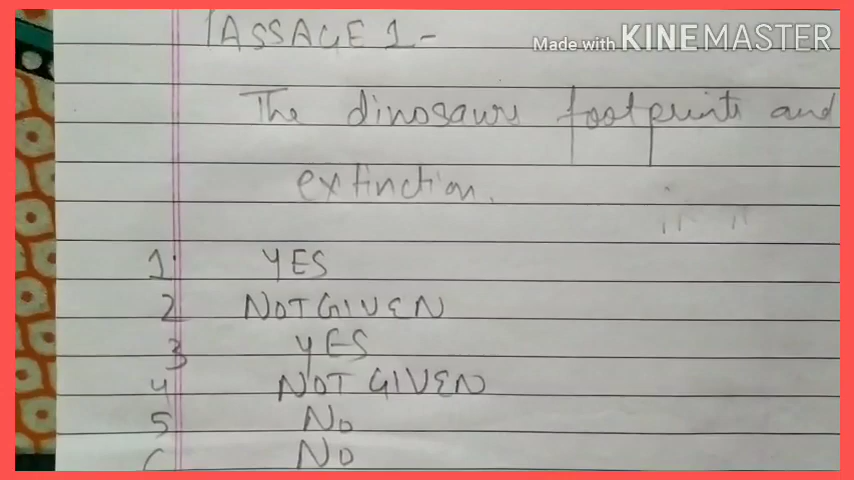 PASSAGE 1-
Made with KINEMASTER
The dinosaurs footprints and
extinction.
1 YES
2 NOT GIVEN
3 YES
4 NOT GIVEN
5 NO
6 NO